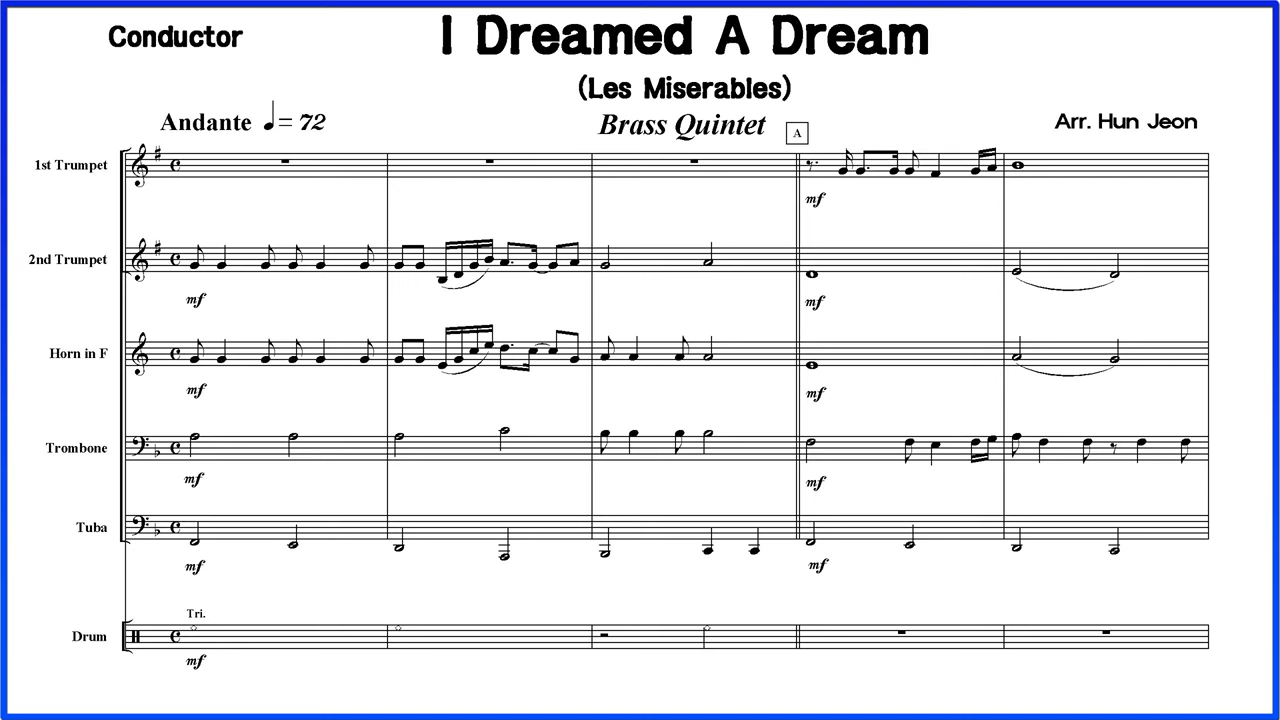 Conductor
I Dreamed A Dream
(Les Miserables)
Andante ♩= 72
Brass Quintet
A
Arr. Hun Jeon
1st Trumpet
mf
2nd Trumpet
mf
mf
Horn in F
mf
mf
Trombone
mf
mf
Tuba
mf
mf
Tri.
Drum
mf